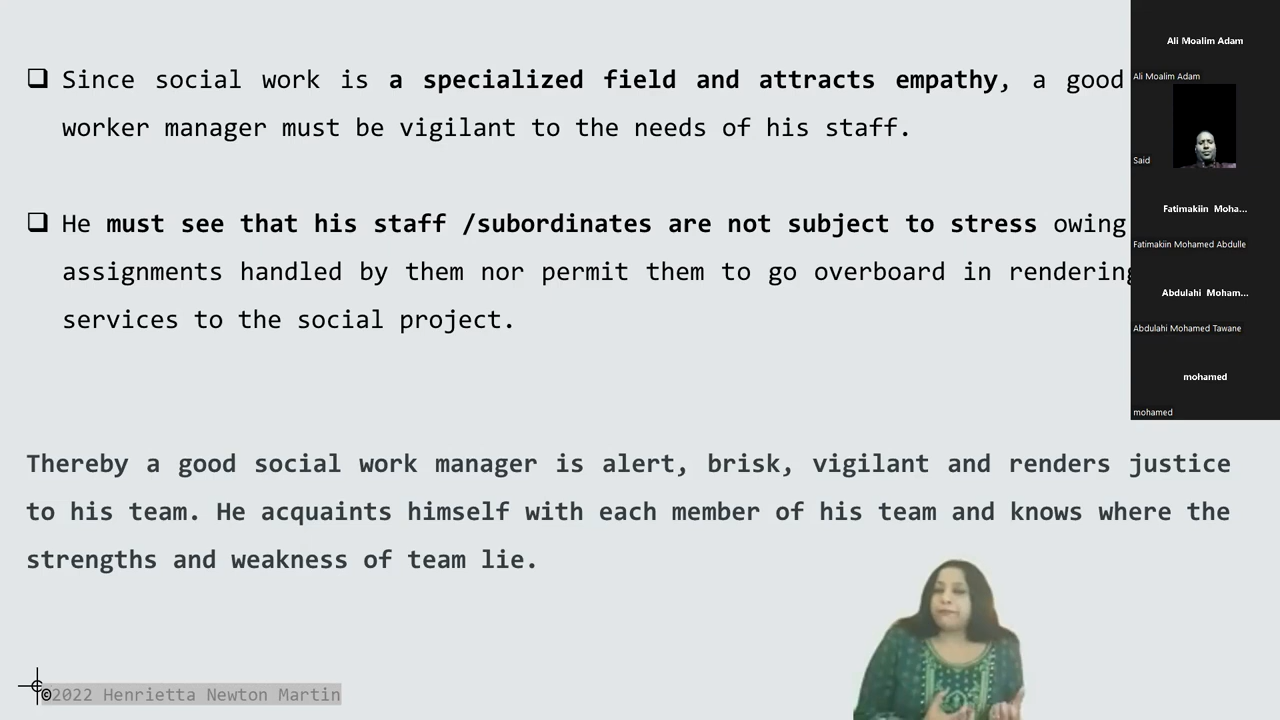 Since social work is a specialized field and attracts empathy, a good
worker manager must be vigilant to the needs of his staff.
He must see that his staff /subordinates are not subject to stress owing
assignments handled by them nor permit them to go overboard in rendering
services to the social project.
Thereby a good social work manager is alert, brisk, vigilant and renders justice
to his team. He acquaints himself with each member of his team and knows where the
strengths and weakness of team lie.
©2022 Henrietta Newton Martin
Ali Moalim Adam
Ali Moalim Adam
Said
Fatimakiin Moha...
Fatimakiin Mohamed Abdulle
Abdulahi Moham...
Abdulahi Mohamed Tawane
mohamed
mohamed